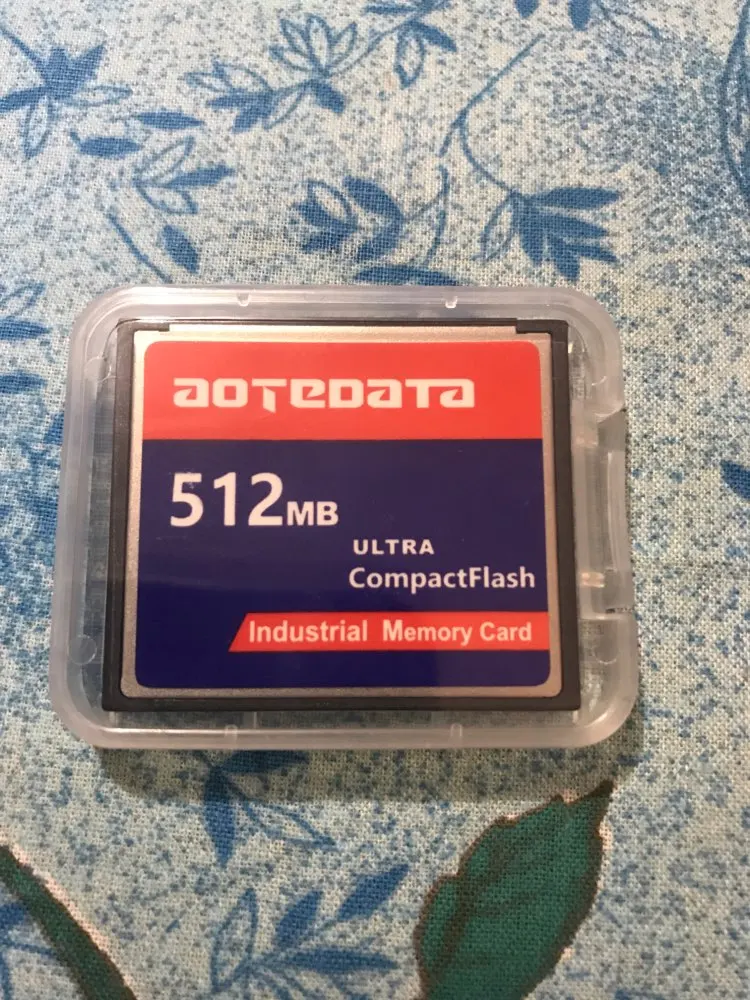 AOTEDATA
512MB
ULTRA
CompactFlash
Industrial Memory Card